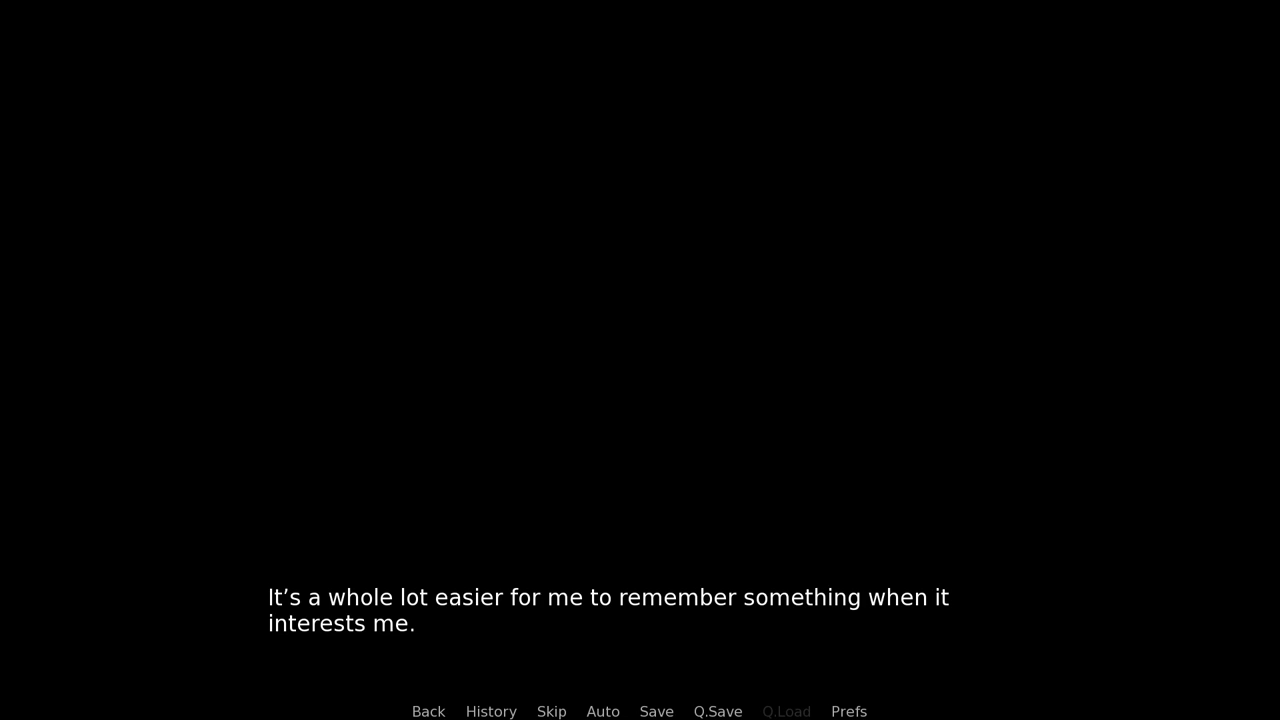 It’s a whole lot easier for me to remember something when it
interests me.
Back History Skip Auto Save Q.Save Q.Load Prefs